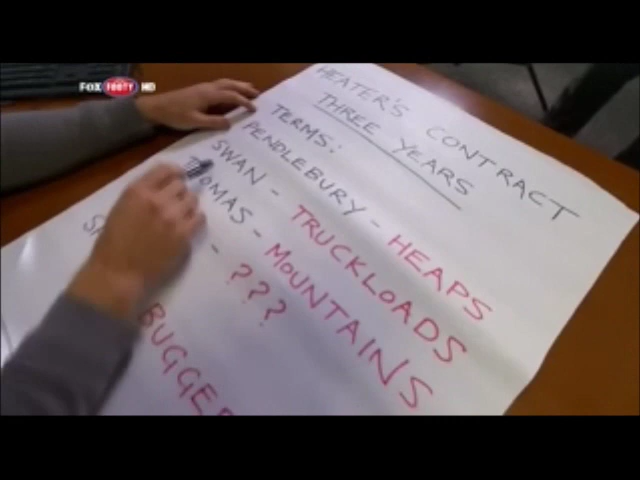 FOX FOOTY HD
HEATER'S CONTRACT
THREE YEARS
TERMS:
PENDLEBURY - HEAPS
SWAN - TRUCKLOADS
THOMAS - MOUNTAINS
- ???
BUGGER